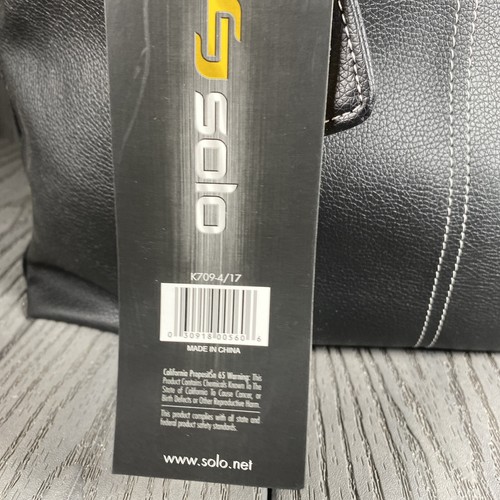 solo
K709-4/17
0 30918 00560 6
MADE IN CHINA
California Proposition 65 Warning: This
Product Contains Chemicals Known To The
State of California To Cause Cancer, or
Birth Defects or Other Reproductive Harm.
This product complies with all state and
federal product safety standards.
www.solo.net